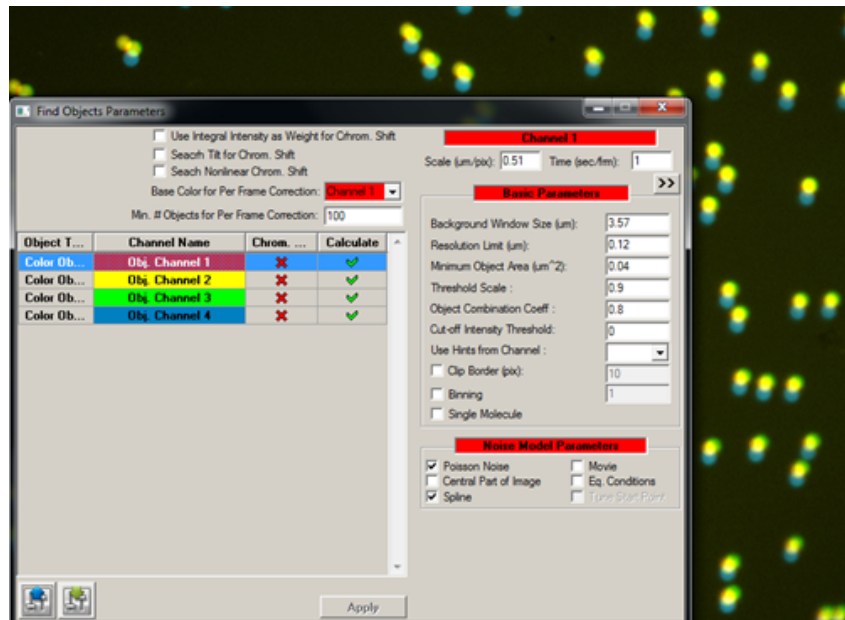 Find Objects Parameters
Use Integral Intensity as Weight for Crhrom. Shift
Seacrh Tilt for Chrom. Shift
Seach Nonlinear Chrom. Shift
Base Color for Per Frame Correction: Channel 1
Min. # Objects for Per Frame Correction: 100
Object T... Channel Name Chrom. ... Calculate
Color Ob... Obj. Channel 1
Color Ob... Obj. Channel 2
Color Ob... Obj. Channel 3
Color Ob... Obj. Channel 4
Apply
Channel 1
Scale (um/pix): 0.51 Time (sec/frm): 1
>>
Basic Parameters
Background Window Size (um): 3.57
Resolution Limit (um): 0.12
Minimum Object Area (um^2): 0.04
Threshold Scale : 0.9
Object Combination Coeff : 0.8
Cut-off Intensity Threshold: 0
Use Hints from Channel :
Clip Border (pix): 10
Binning 1
Single Molecule
Noise Model Parameters
Poisson Noise Movie
Central Part of Image Eq. Conditions
Spline Tune Start Point